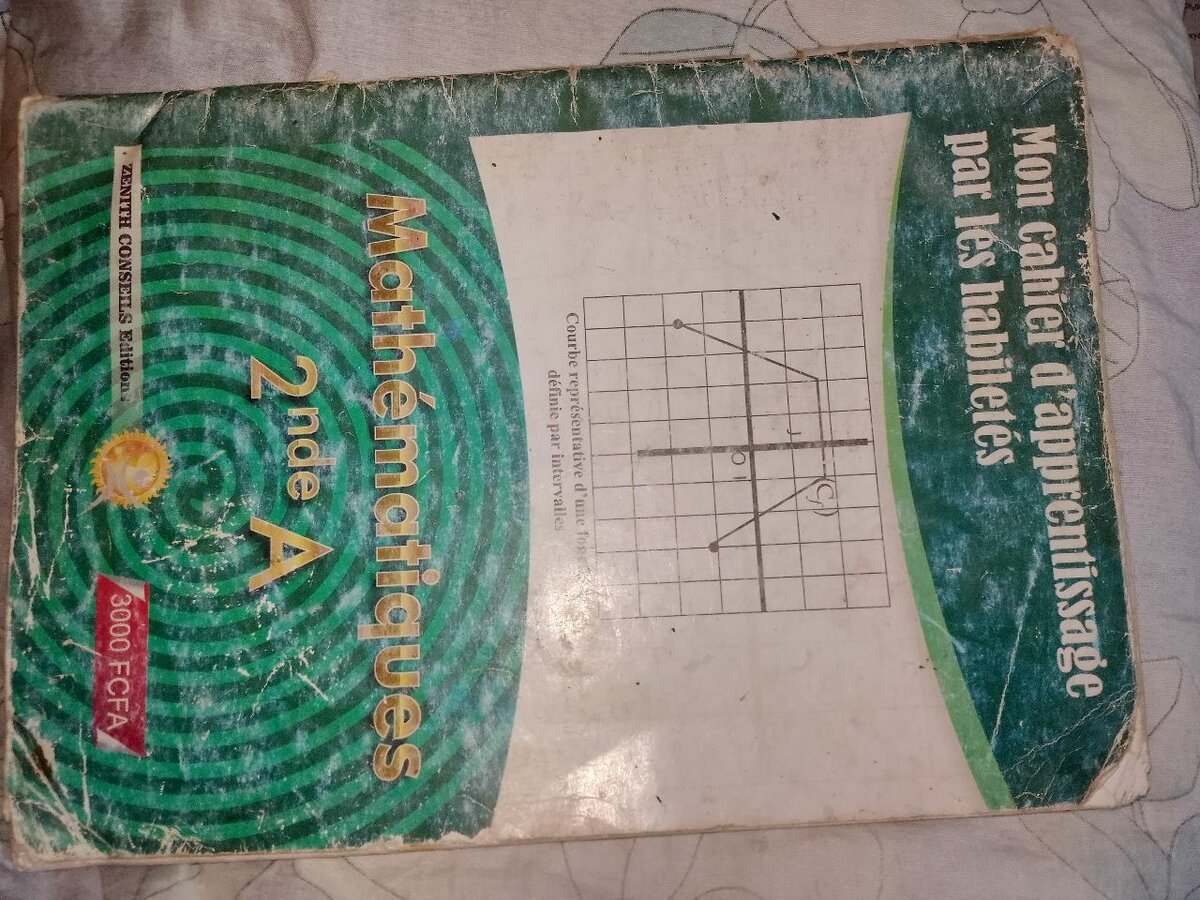 Mon cahier d'apprentissage
par les habiletés
(Cf)
J
O
I
Courbe représentative d'une
définie par intervalles
Mathématiques
2nde A
ZENITH CONSEILS Editions
3000 FCFA